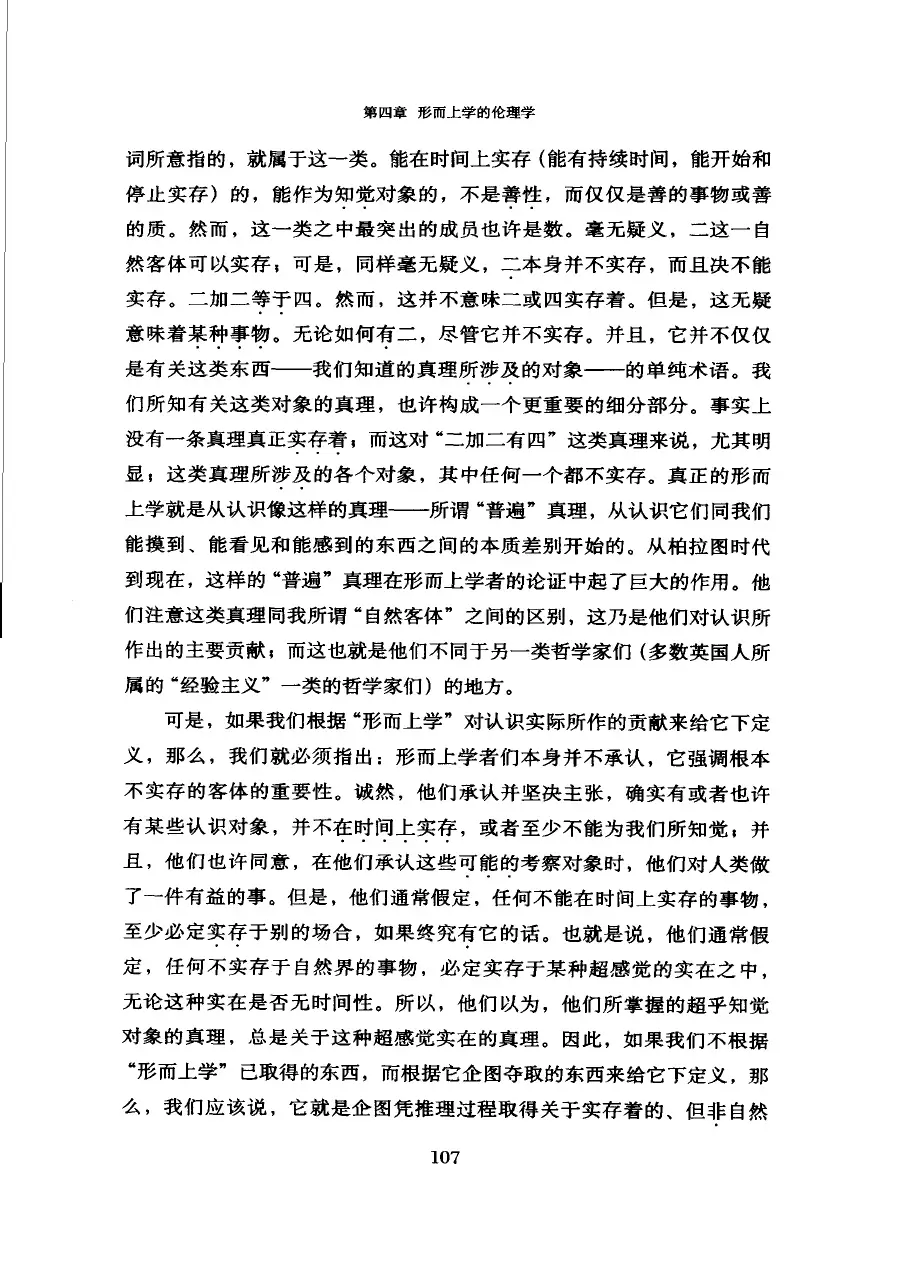 第四章 形而上学的伦理学
词所意指的，就属于这一类。能在时间上实存（能有持续时间，能开始和
停止实存）的，能作为知觉对象的，不是善性，而仅仅是善的事物或善
的质。然而，这一类之中最突出的成员也许是数。毫无疑义，二这一自
然客体可以实存；可是，同样毫无疑义，二本身并不实存，而且决不能
实存。二加二等于四。然而，这并不意味二或四实存着。但是，这无疑
意味着某种事物。无论如何有二，尽管它并不实存。并且，它并不仅仅
是有关这类东西——我们知道的真理所涉及的对象——的单纯术语。我
们所知有关这类对象的真理，也许构成一个更重要的细分部分。事实上
没有一条真理真正实存着；而这对“二加二有四”这类真理来说，尤其明
显；这类真理所涉及的各个对象，其中任何一个都不实存。真正的形而
上学就是从认识像这样的真理——所谓“普遍”真理，从认识它们同我们
能摸到、能看见和能感到的东西之间的本质差别开始的。从柏拉图时代
到现在，这样的“普遍”真理在形而上学者的论证中起了巨大的作用。他
们注意这类真理同我所谓“自然客体”之间的区别，这乃是他们对认识所
作出的主要贡献；而这也就是他们不同于另一类哲学家们（多数英国人所
属的“经验主义”一类的哲学家们）的地方。
可是，如果我们根据“形而上学”对认识实际所作的贡献来给它下定
义，那么，我们就必须指出：形而上学者们本身并不承认，它强调根本
不实存的客体的重要性。诚然，他们承认并坚决主张，确实有或者也许
有某些认识对象，并不在时间上实存，或者至少不能为我们所知觉；并
且，他们也许同意，在他们承认这些可能的考察对象时，他们对人类做
了一件有益的事。但是，他们通常假定，任何不能在时间上实存的事物，
至少必定实存于别的场合，如果终究有它的话。也就是说，他们通常假
定，任何不实存于自然界的事物，必定实存于某种超感觉的实在之中，
无论这种实在是否无时间性。所以，他们以为，他们所掌握的超乎知觉
对象的真理，总是关于这种超感觉实在的真理。因此，如果我们不根据
“形而上学”已取得的东西，而根据它企图夺取的东西来给它下定义，那
么，我们应该说，它就是企图凭推理过程取得关于实存着的、但非自然
107